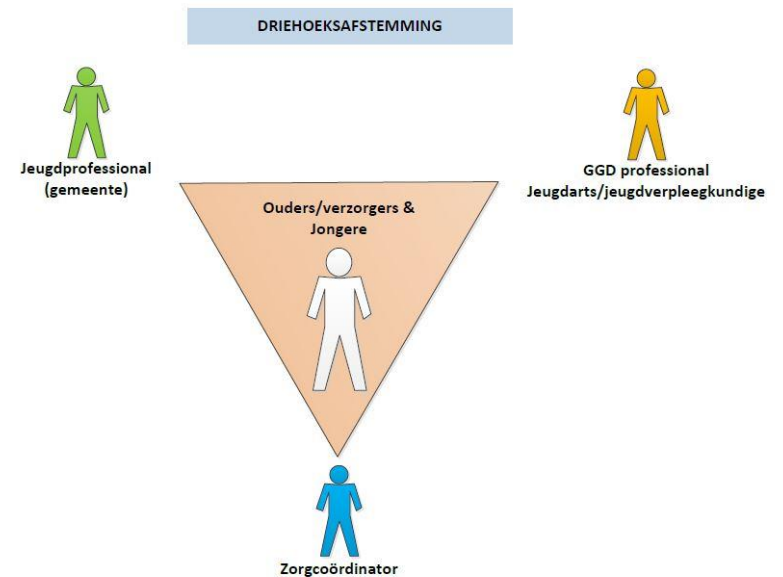 DRIEHOEKSAFSTEMMING
Jeugdprofessional
(gemeente)
GGD professional
Jeugdarts/jeugdverpleegkundige
Ouders/verzorgers &
Jongere
Zorgcoördinator